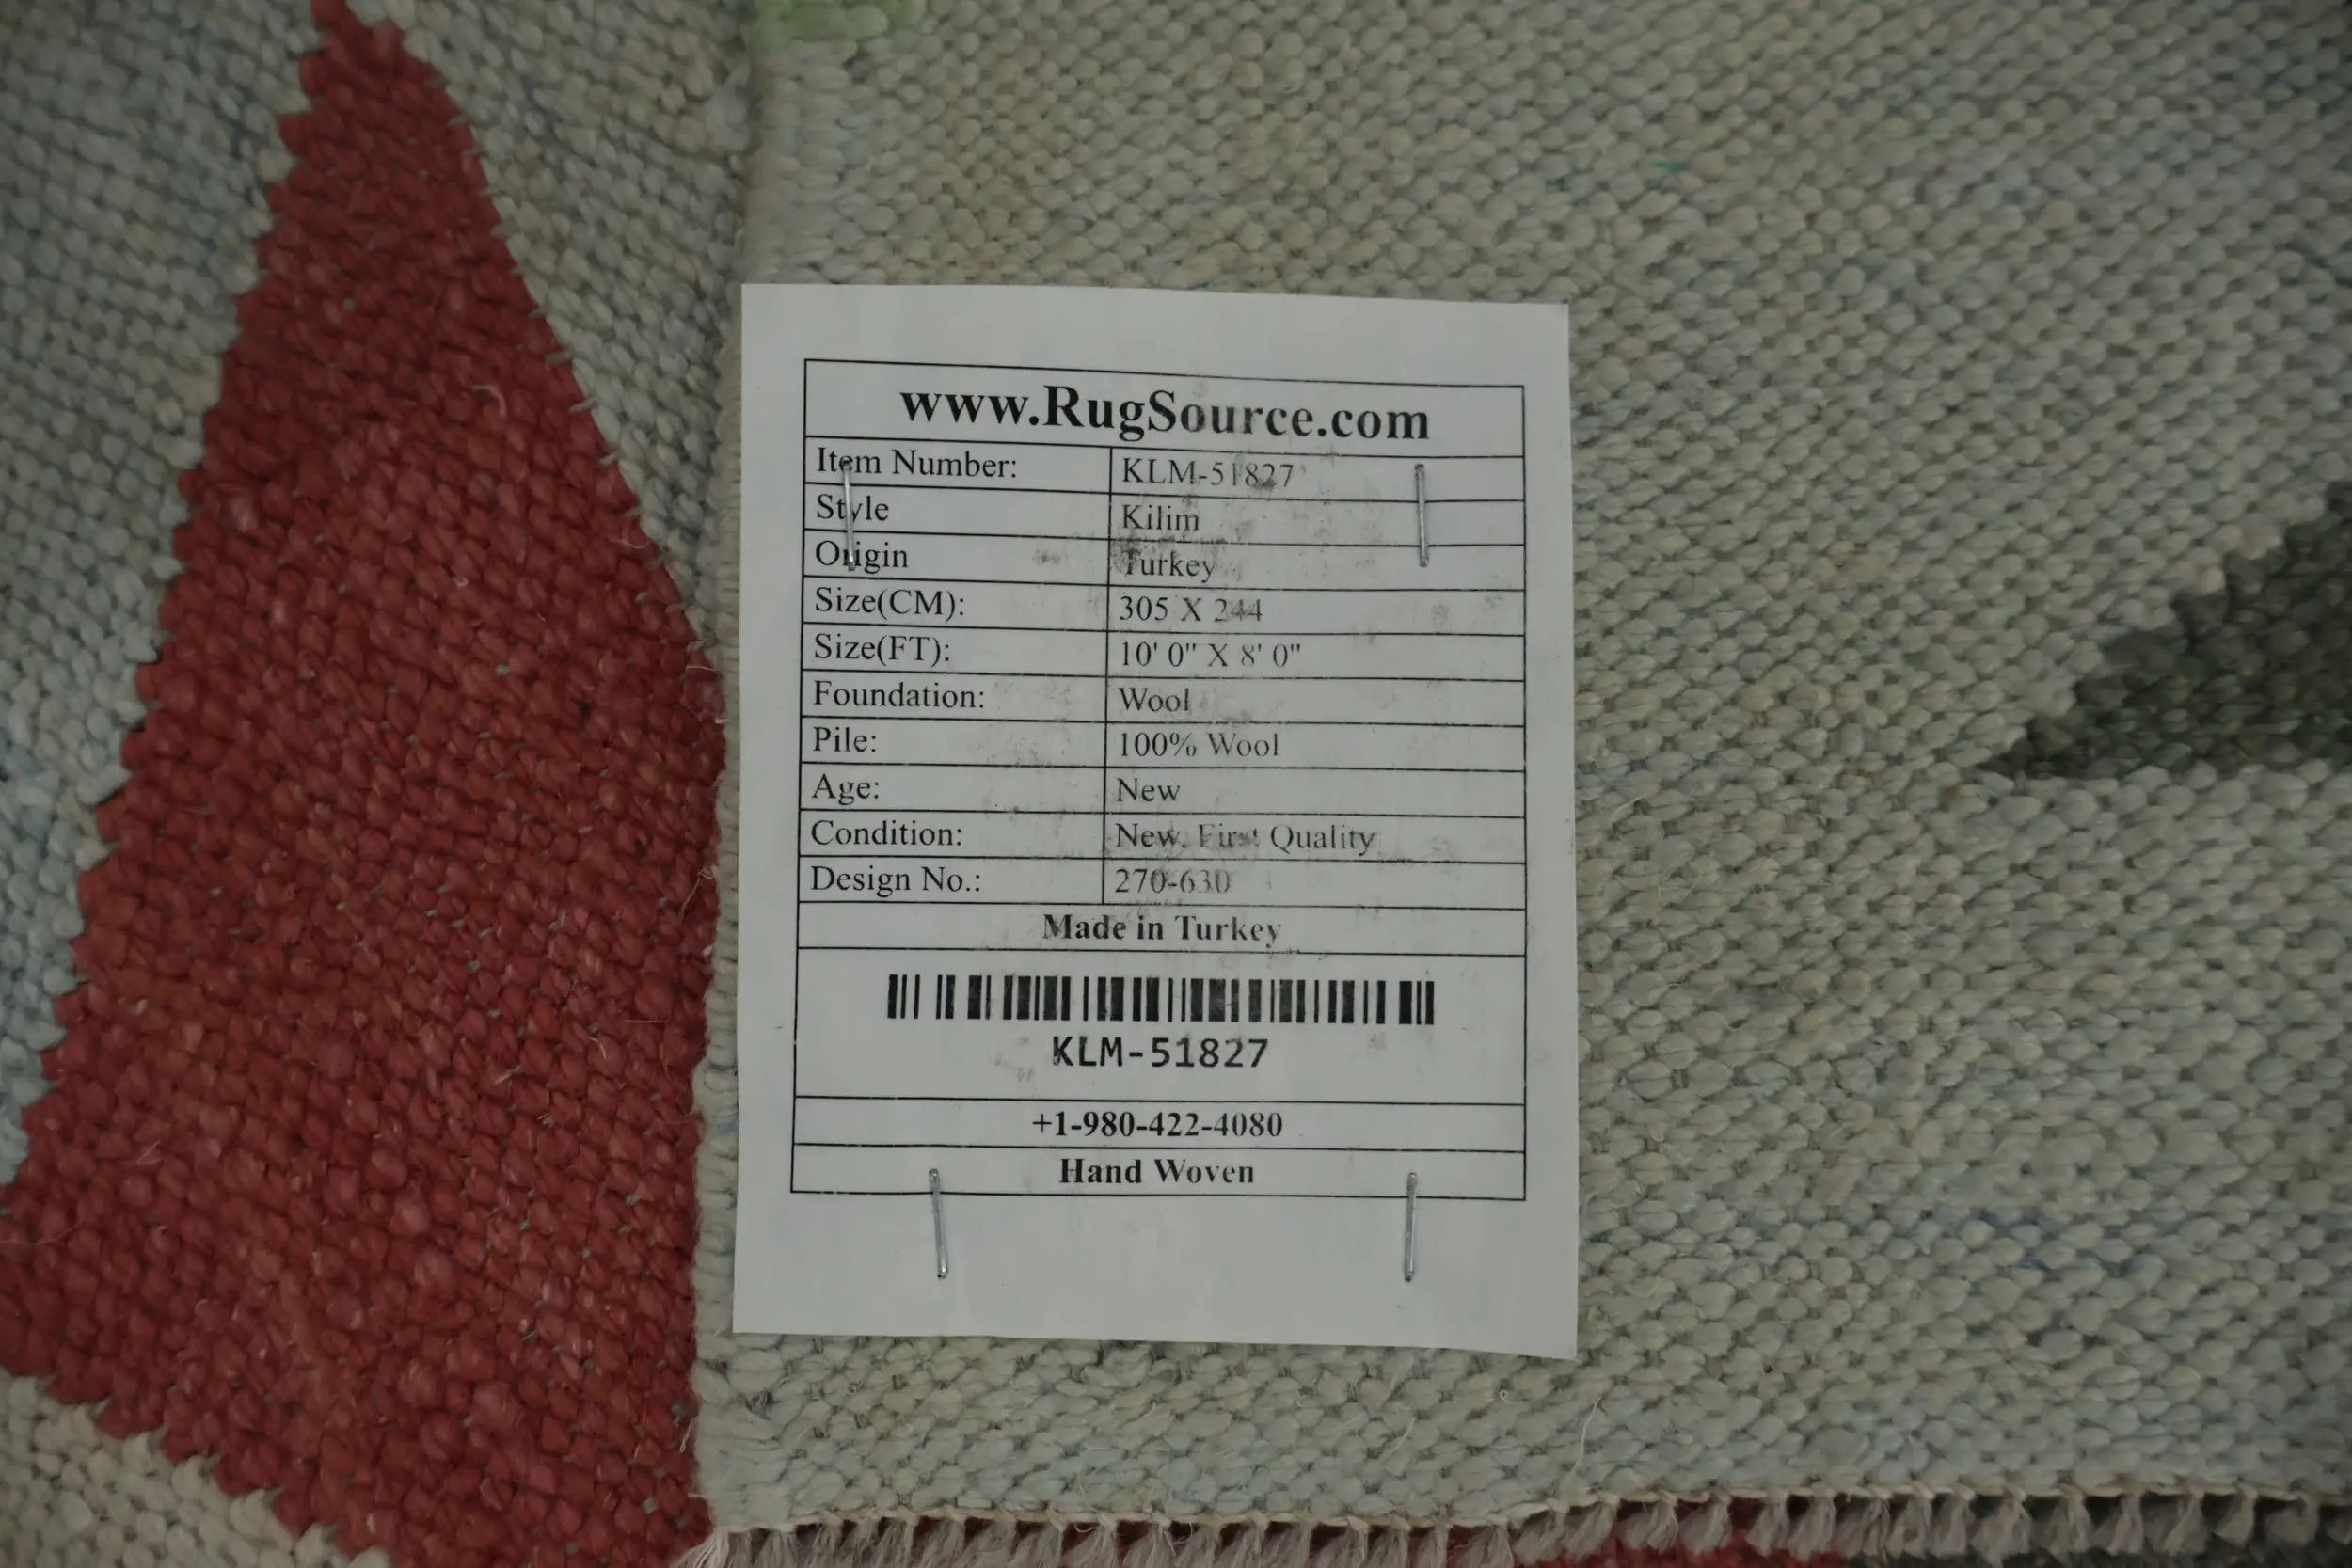 www.RugSource.com
Item Number: KLM-51827
Style Kilim
Origin Turkey
Size(CM): 305 X 244
Size(FT): 10' 0" X 8' 0"
Foundation: Wool
Pile: 100% Wool
Age: New
Condition: New, First Quality
Design No.: 270-630
Made in Turkey
KLM-51827
+1-980-422-4080
Hand Woven